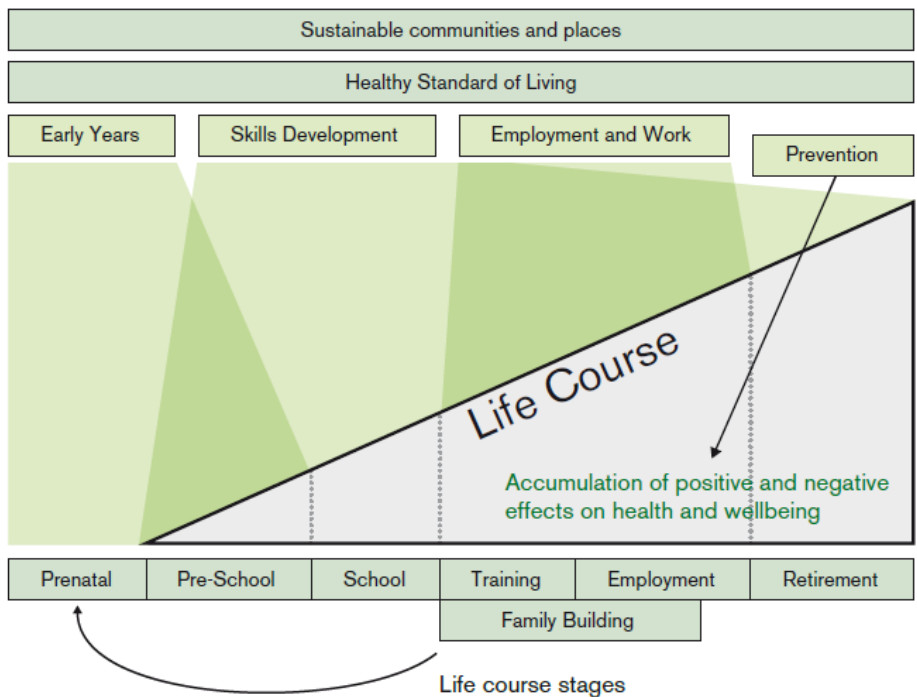 Sustainable communities and places
Healthy Standard of Living
Early Years
Skills Development
Employment and Work
Prevention
Life Course
Accumulation of positive and negative
effects on health and wellbeing
Prenatal
Pre-School
School
Training
Employment
Retirement
Family Building
Life course stages